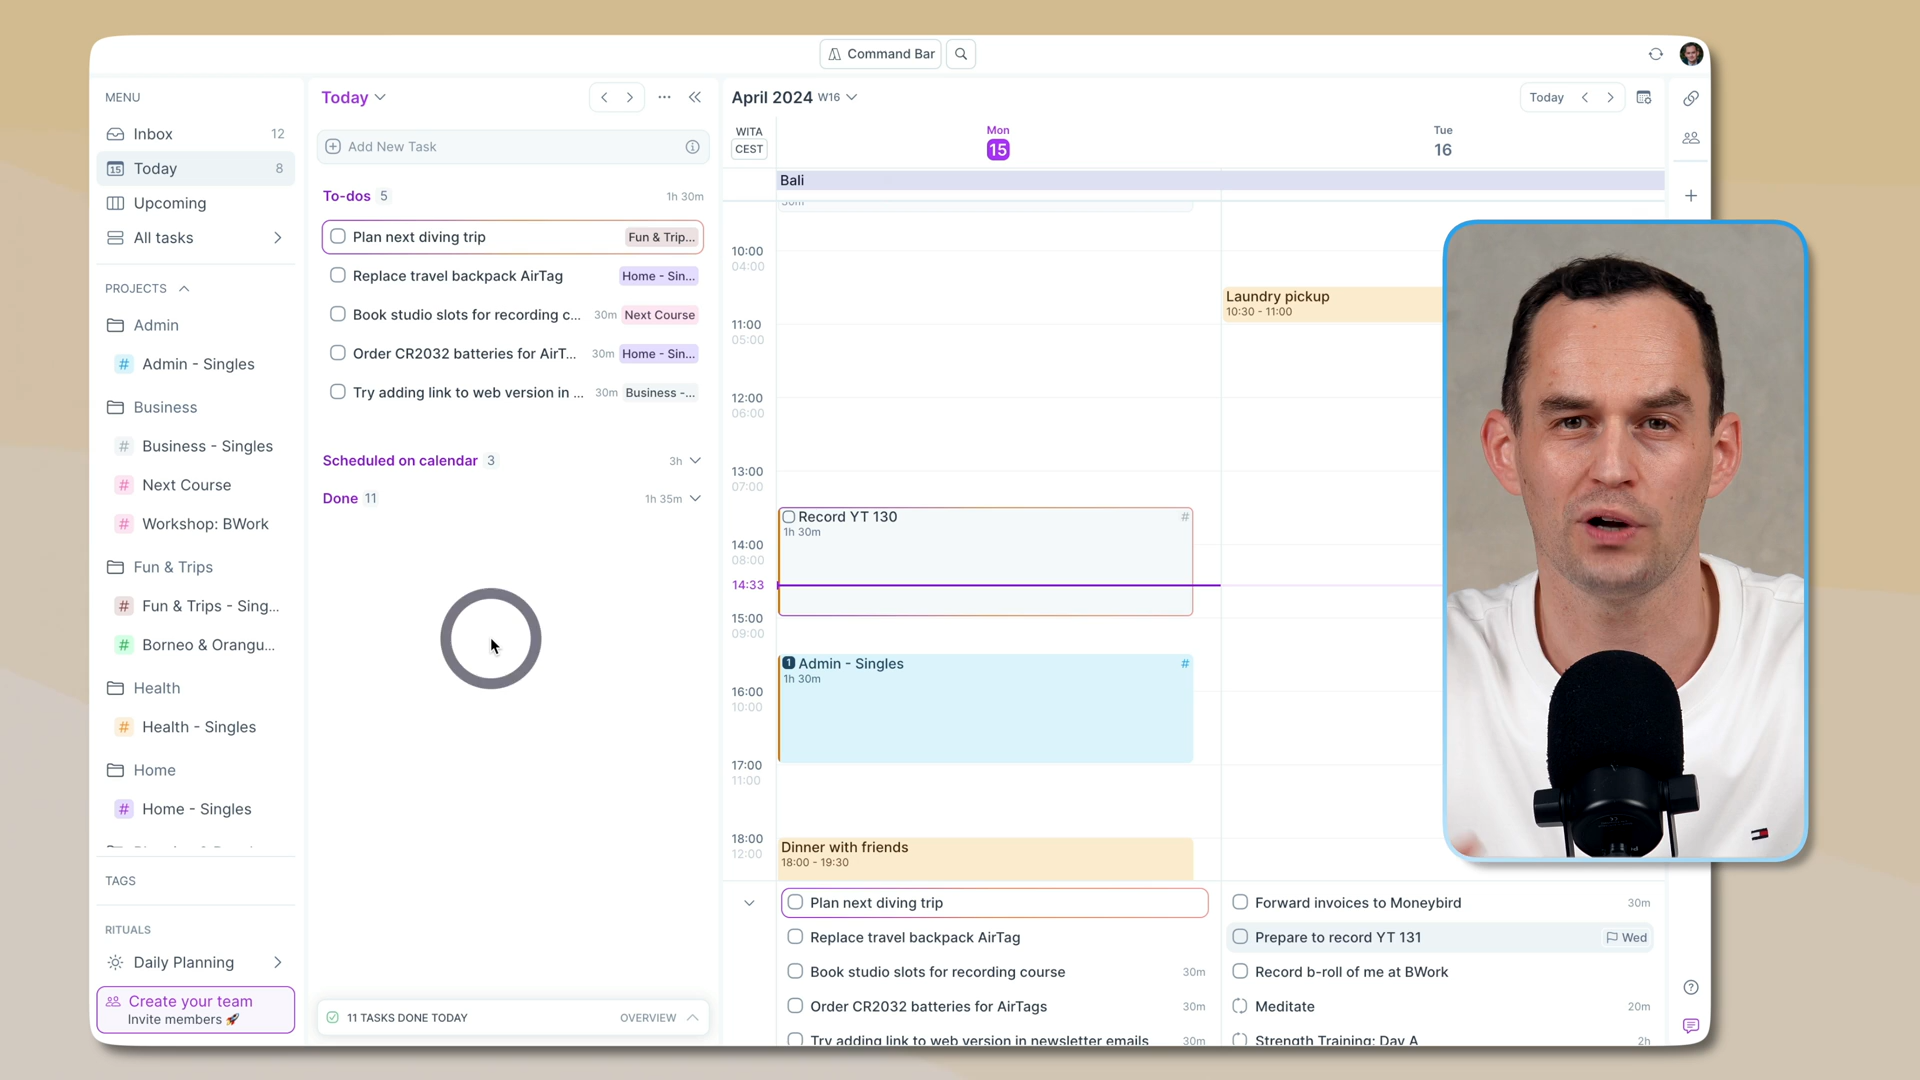 Command Bar
MENU
Inbox 12
15 Today 8
Upcoming
All tasks
PROJECTS
Admin
# Admin - Singles
Business
# Business - Singles
# Next Course
# Workshop: BWork
Fun & Trips
# Fun & Trips - Sing...
# Borneo & Orangu...
Health
# Health - Singles
Home
# Home - Singles
TAGS
RITUALS
Daily Planning
Create your team
Invite members 🚀
Today
Add New Task
To-dos 5 1h 30m
Plan next diving trip Fun & Trip...
Replace travel backpack AirTag Home - Sin...
Book studio slots for recording c... 30m Next Course
Order CR2032 batteries for AirT... 30m Home - Sin...
Try adding link to web version in ... 30m Business -...
Scheduled on calendar 3 3h
Done 11 1h 35m
11 TASKS DONE TODAY OVERVIEW
April 2024 W16 Today
WITA
CEST
Mon
15
Tue
16
Bali
30m
10:00
04:00
Laundry pickup
10:30 - 11:00
11:00
05:00
12:00
06:00
13:00
07:00
Record YT 130 #
1h 30m
14:00
08:00
14:33
15:00
09:00
1 Admin - Singles #
1h 30m
16:00
10:00
17:00
11:00
18:00
12:00
Dinner with friends
18:00 - 19:30
Plan next diving trip
Replace travel backpack AirTag
Book studio slots for recording course 30m
Order CR2032 batteries for AirTags 30m
Try adding link to web version in newsletter emails 30m
Forward invoices to Moneybird 30m
Prepare to record YT 131 Wed
Record b-roll of me at BWork
Meditate 20m
Strength Training: Day A 2h